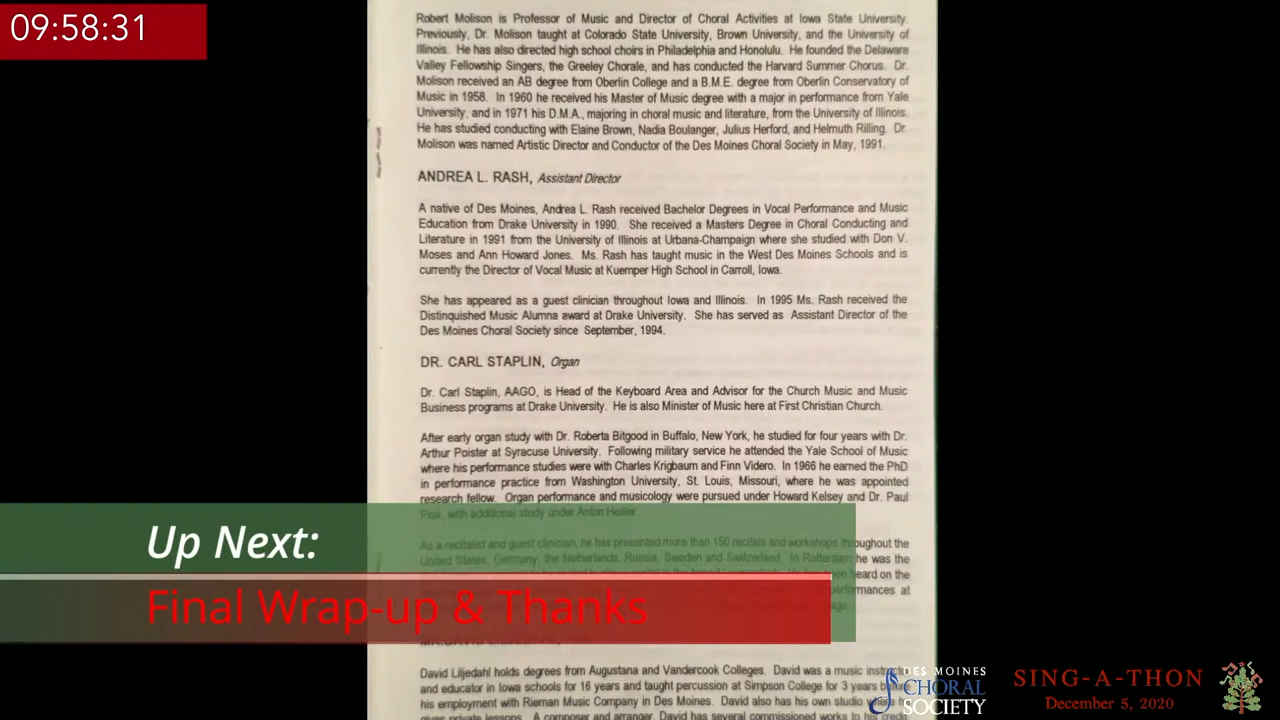 09:58:31
Robert Molison is Professor of Music and Director of Choral Activities at Iowa State University.
Previously, Dr. Molison taught at Colorado State University, Brown University, and the University of
Illinois. He has also directed high school choirs in Philadelphia and Honolulu. He founded the Delaware
Valley Fellowship Singers, the Greeley Chorale, and has conducted the Harvard Summer Chorus. Dr.
Molison received an AB degree from Oberlin College and a B.M.E. degree from Oberlin Conservatory of
Music in 1958. In 1960 he received his Master of Music degree with a major in performance from Yale
University, and in 1971 his D.M.A., majoring in choral music and literature, from the University of Illinois.
He has studied conducting with Elaine Brown, Nadia Boulanger, Julius Herford, and Helmuth Rilling. Dr.
Molison was named Artistic Director and Conductor of the Des Moines Choral Society in May, 1991.
ANDREA L. RASH, Assistant Director
A native of Des Moines, Andrea L. Rash received Bachelor Degrees in Vocal Performance and Music
Education from Drake University in 1990. She received a Masters Degree in Choral Conducting and
Literature in 1991 from the University of Illinois at Urbana-Champaign where she studied with Don V.
Moses and Ann Howard Jones. Ms. Rash has taught music in the West Des Moines Schools and is
currently the Director of Vocal Music at Kuemper High School in Carroll, Iowa.
She has appeared as a guest clinician throughout Iowa and Illinois. In 1995 Ms. Rash received the
Distinquished Music Alumna award at Drake University. She has served as Assistant Director of the
Des Moines Choral Society since September, 1994.
DR. CARL STAPLIN, Organ
Dr. Carl Staplin, AAGO, is Head of the Keyboard Area and Advisor for the Church Music and Music
Business programs at Drake University. He is also Minister of Music here at First Christian Church.
After early organ study with Dr. Roberta Bitgood in Buffalo, New York, he studied for four years with Dr.
Arthur Poister at Syracuse University. Following military service he attended the Yale School of Music
where his performance studies were with Charles Krigbaum and Finn Videro. In 1966 he earned the PhD
in performance practice from Washington University, St. Louis, Missouri, where he was appointed
research fellow. Organ performance and musicology were pursued under Howard Kelsey and Dr. Paul
Pisk, with additional study under Anton Heiller.
As a recitalist and guest clinician, he has presented more than 150 recitals and workshops throughout the
United States, Germany, the Netherlands, Russia, Sweden and Switzerland. In Rotterdam he was the
heard on the
performances at
Up Next:
Final Wrap-up & Thanks
David Liljedahl holds degrees from Augustana and Vandercook Colleges. David was a music
and educator in Iowa schools for 16 years and taught percussion at Simpson College for 3 years
his employment with Rieman Music Company in Des Moines. David also has his own studio
gives private lessons. A composer and arranger, David has several commissioned works to his
DES MOINES
CHORAL
SOCIETY
SING-A-THON
December 5, 2020